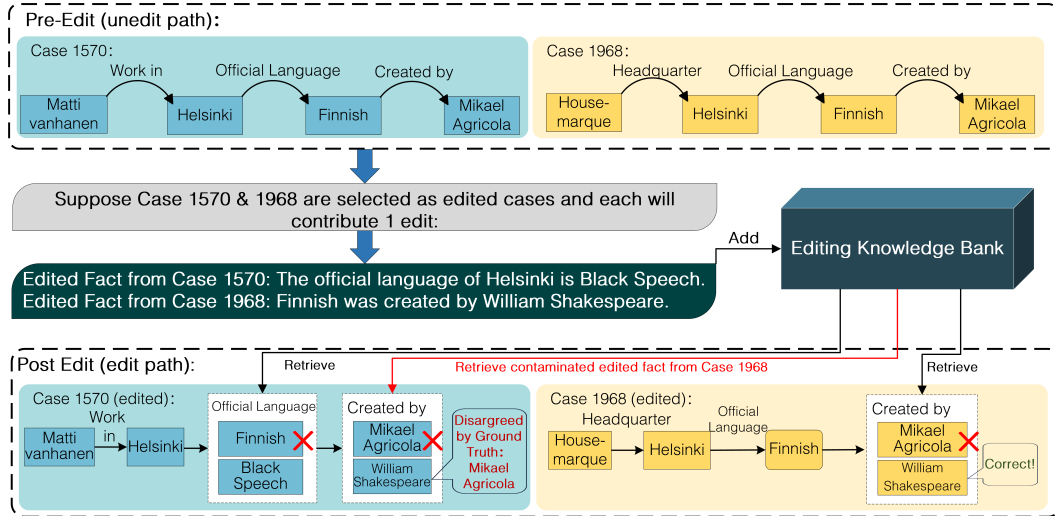 Pre-Edit (unedit path):
Case 1570:
Work in
Official Language
Created by
Matti
vanhanen
Helsinki
Finnish
Mikael
Agricola
Case 1968:
Headquarter
Official Language
Created by
House-
marque
Helsinki
Finnish
Mikael
Agricola
Suppose Case 1570 & 1968 are selected as edited cases and each will
contribute 1 edit:
Add
Editing Knowledge Bank
Edited Fact from Case 1570: The official language of Helsinki is Black Speech.
Edited Fact from Case 1968: Finnish was created by William Shakespeare.
Post Edit (edit path):
Retrieve
Retrieve contaminated edited fact from Case 1968
Retrieve
Case 1570 (edited):
Work
in
Matti
vanhanen
Helsinki
Official Language
Finnish
Black
Speech
Created by
Mikael
Agricola
William
Shakespeare
Disargreed
by Ground
Truth:
Mikael
Agricola
Case 1968 (edited):
Headquarter
Official
Language
House-
marque
Helsinki
Finnish
Created by
Mikael
Agricola
William
Shakespeare
Correct!